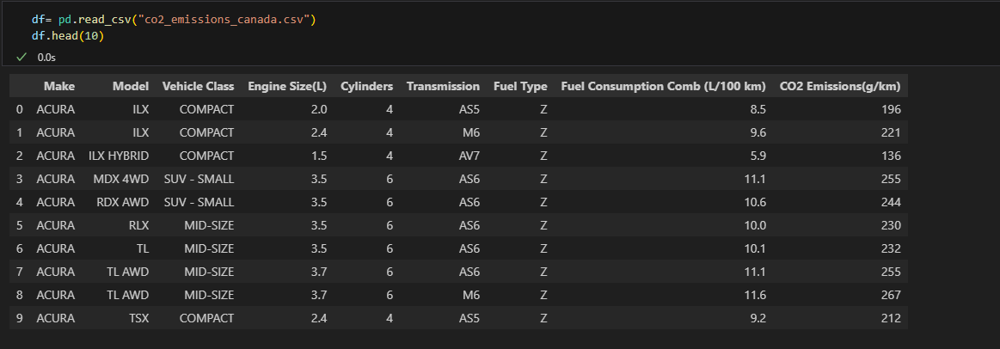 df= pd.read_csv("co2_emissions_canada.csv")
df.head(10)
0.0s
Make Model Vehicle Class Engine Size(L) Cylinders Transmission Fuel Type Fuel Consumption Comb (L/100 km) CO2 Emissions(g/km)
0 ACURA ILX COMPACT 2.0 4 AS5 Z 8.5 196
1 ACURA ILX COMPACT 2.4 4 M6 Z 9.6 221
2 ACURA ILX HYBRID COMPACT 1.5 4 AV7 Z 5.9 136
3 ACURA MDX 4WD SUV - SMALL 3.5 6 AS6 Z 11.1 255
4 ACURA RDX AWD SUV - SMALL 3.5 6 AS6 Z 10.6 244
5 ACURA RLX MID-SIZE 3.5 6 AS6 Z 10.0 230
6 ACURA TL MID-SIZE 3.5 6 AS6 Z 10.1 232
7 ACURA TL AWD MID-SIZE 3.7 6 AS6 Z 11.1 255
8 ACURA TL AWD MID-SIZE 3.7 6 M6 Z 11.6 267
9 ACURA TSX COMPACT 2.4 4 AS5 Z 9.2 212